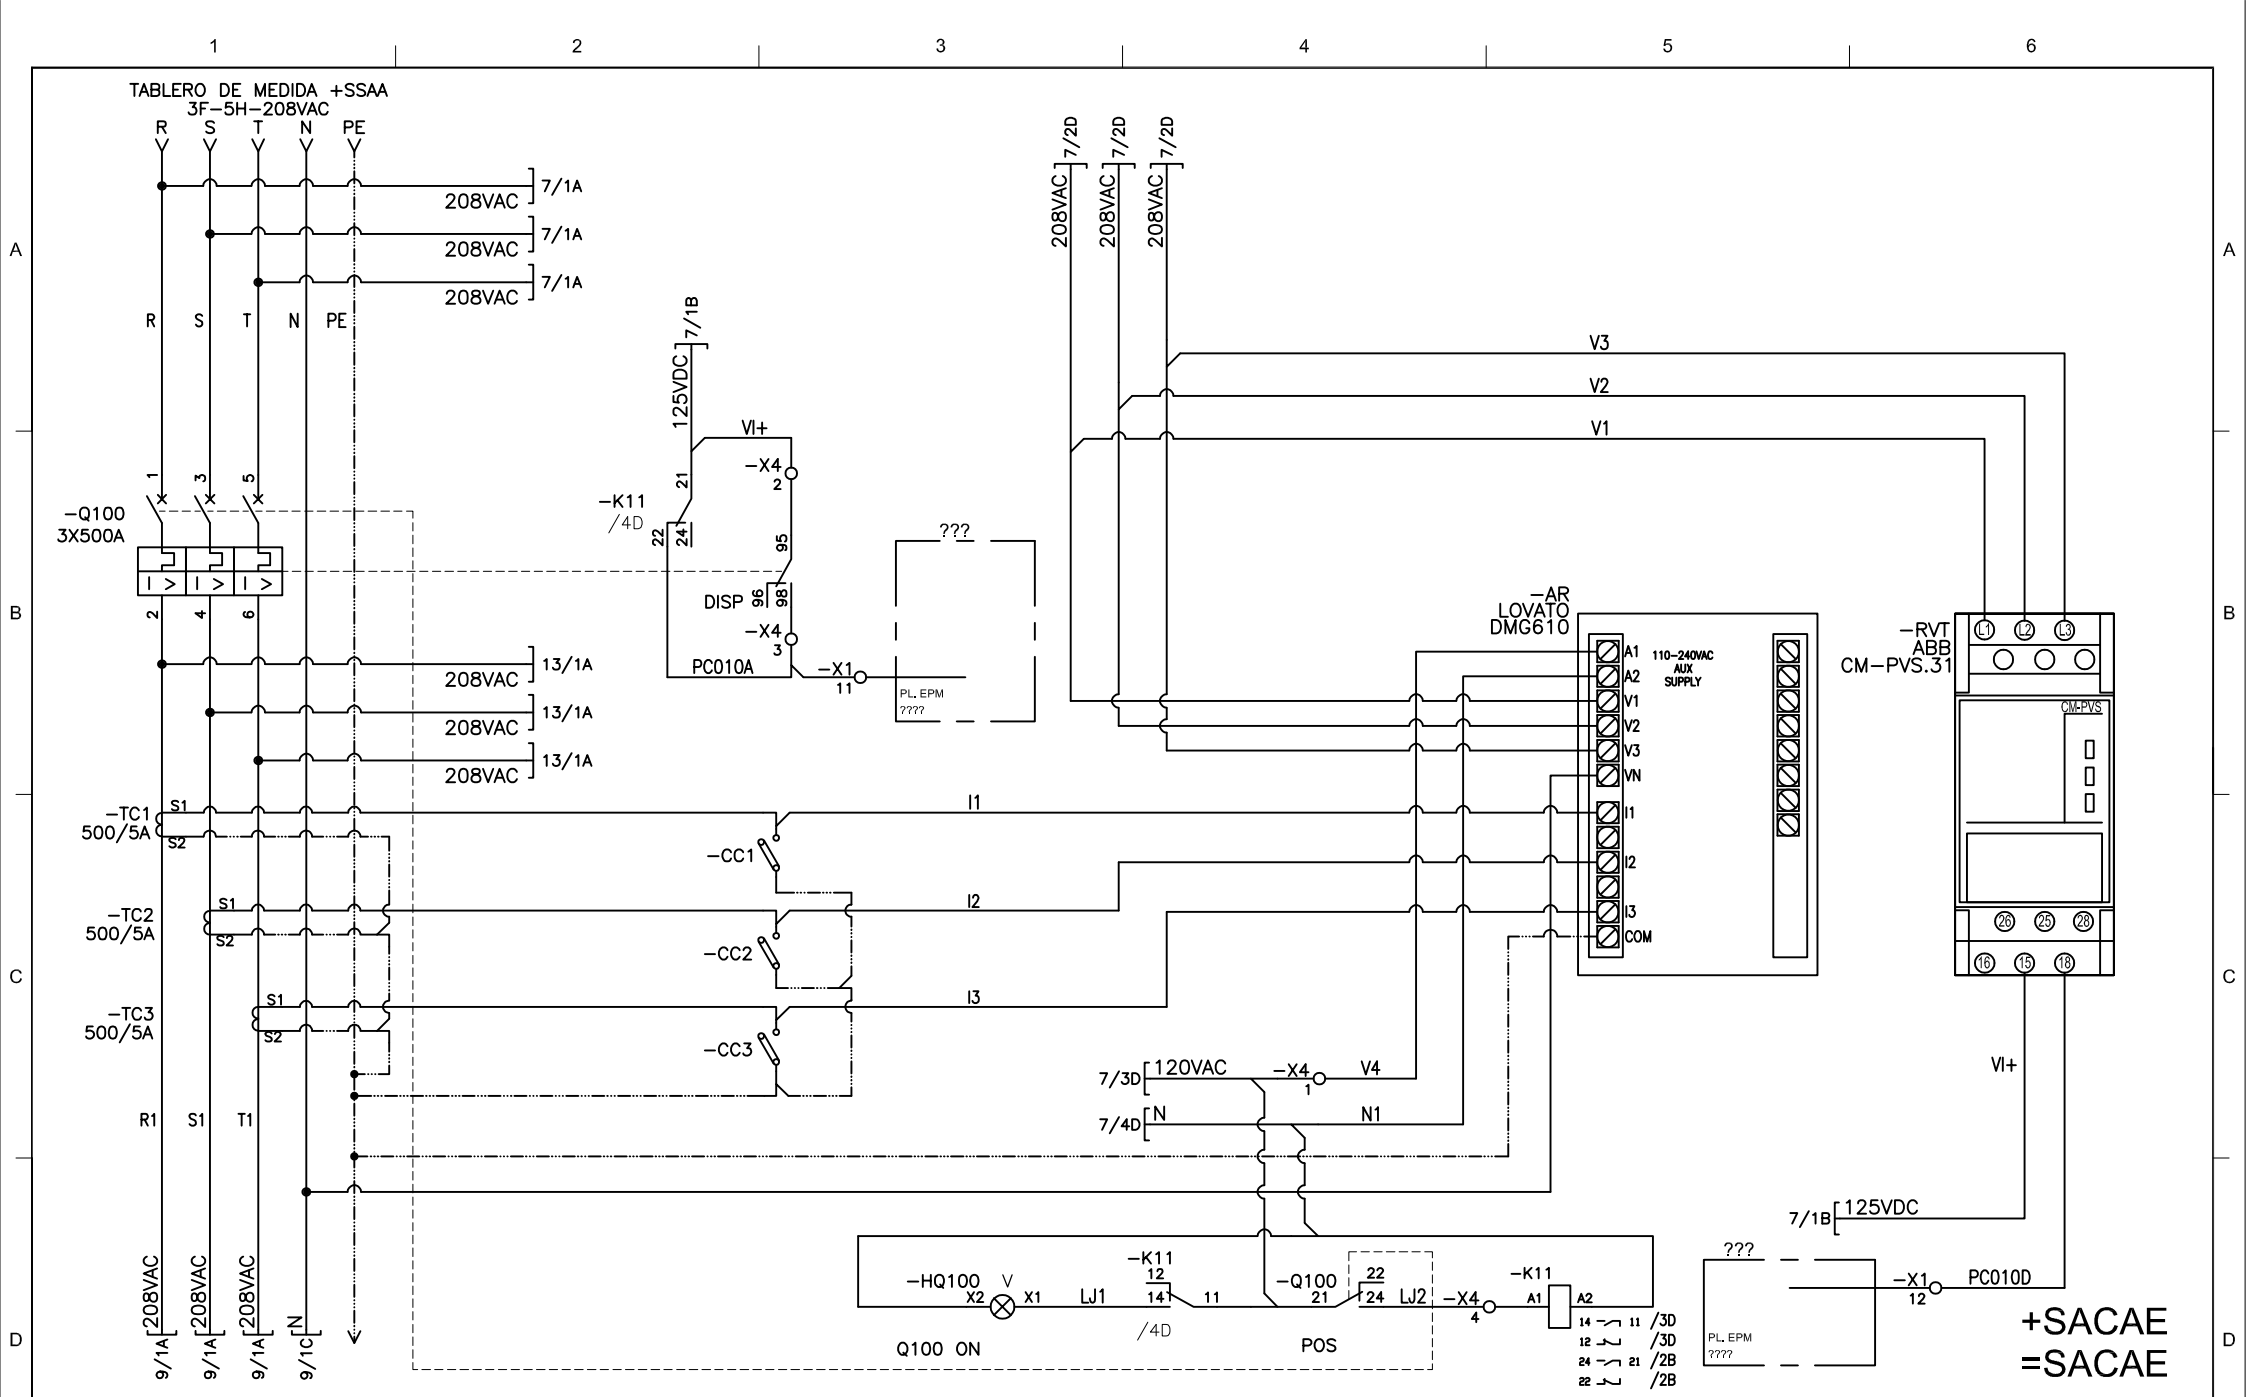 1 2 3 4 5 6
TABLERO DE MEDIDA +SSAA
3F-5H-208VAC
R S T N PE
7/2D 7/2D 7/2D
208VAC 208VAC 208VAC
7/1A
208VAC
7/1A
208VAC
7/1A
208VAC
A A
R S T N PE
7/1B
125VDC
V3
V2
V1
VI+
-X4
2
21
-K11
/4D
22 24
95
1 3 5
-Q100
3X500A
I > I > I >
2 4 6
DISP 96 98
-X4
3
PC010A
-X1
11
???
PL. EPM
????
B B
13/1A
208VAC
13/1A
208VAC
13/1A
208VAC
-AR
LOVATO
DMG610
A1
110-240VAC
AUX
SUPPLY
A2
V1
V2
V3
VN
I1
I2
I3
COM
-RVT
ABB
CM-PVS.31
L1 L2 L3
CM-PVS
26 25 28
16 15 18
-TC1
500/5A
S1
S2
-CC1
I1
-TC2
500/5A
S1
S2
-CC2
I2
C C
-TC3
500/5A
S1
S2
-CC3
I3
7/3D 120VAC
-X4
1
V4
7/4D N
N1
R1 S1 T1
VI+
7/1B 125VDC
???
PL. EPM
????
-X1
12
PC010D
208VAC 208VAC 208VAC N
9/1A 9/1A 9/1A 9/1C
-HQ100 V
X2 X1
LJ1
-K11
12
14 11
/4D
Q100 ON
-Q100
22
21 24
LJ2
POS
-X4
4
-K11
A1 A2
14 11 /3D
12 /3D
24 21 /2B
22 /2B
D D
+SACAE
=SACAE